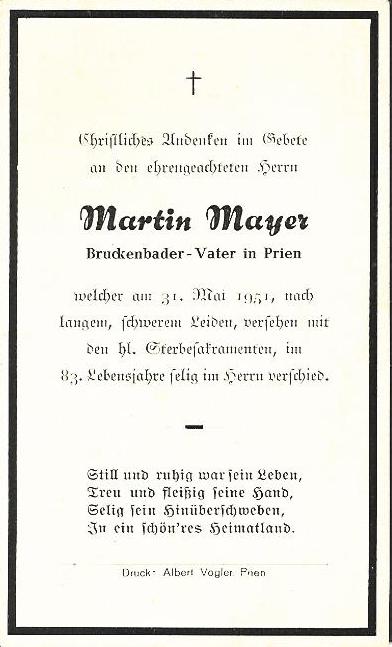 Christliches Andenken im Gebete
an den ehrengeachteten Herrn
Martin Mayer
Bruckenbader-Vater in Prien
welcher am 31. Mai 1951, nach
langem, schwerem Leiden, versehen mit
den hl. Sterbesakramenten, im
83. Lebensjahre selig im Herrn verschied.
Still und ruhig war sein Leben,
Treu und fleißig seine Hand,
Selig sein Hinüberschweben,
In ein schön'res Heimatland.
Druck: Albert Vogler, Prien